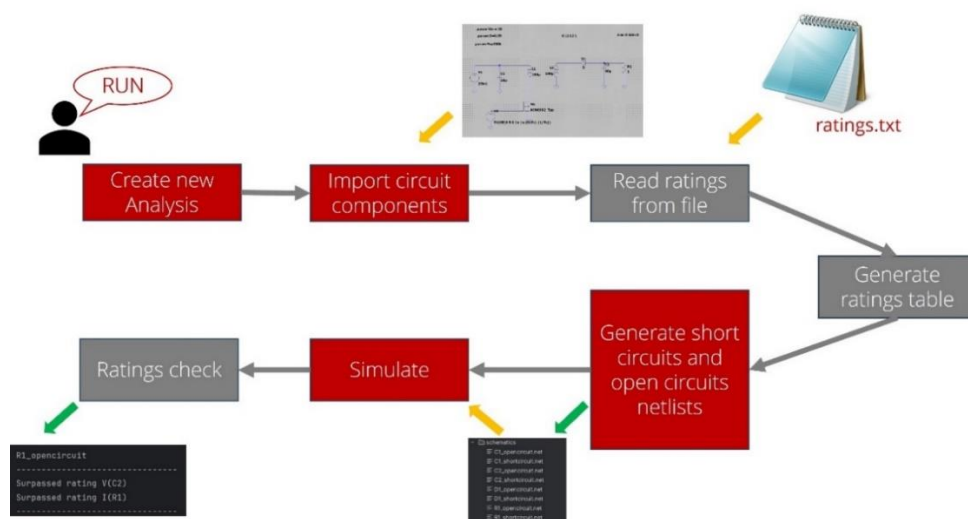 RUN
ratings.txt
Create new
Analysis
Import circuit
components
Read ratings
from file
Generate
ratings table
Generate short
circuits and
open circuits
netlists
Simulate
Ratings check
R1_opencircuit
--------------------------------
Surpassed rating V(C2)
Surpassed rating I(R1)
--------------------------------
schematics
C1_opencircuit.net
C1_shortcircuit.net
C2_opencircuit.net
C2_shortcircuit.net
D1_opencircuit.net
D1_shortcircuit.net
R1_opencircuit.net
R1_shortcircuit.net